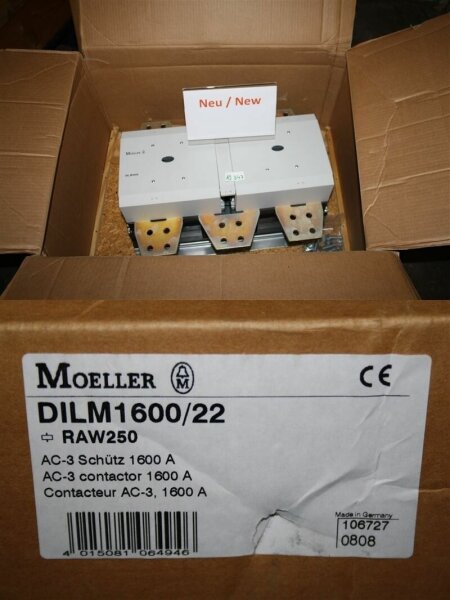 Neu / New
MOELLER
MOELLER
CE
DILM1600/22
RAW250
AC-3 Schütz 1600 A
AC-3 contactor 1600 A
Contacteur AC-3, 1600 A
Made in Germany
106727
0808
4 015081 064946